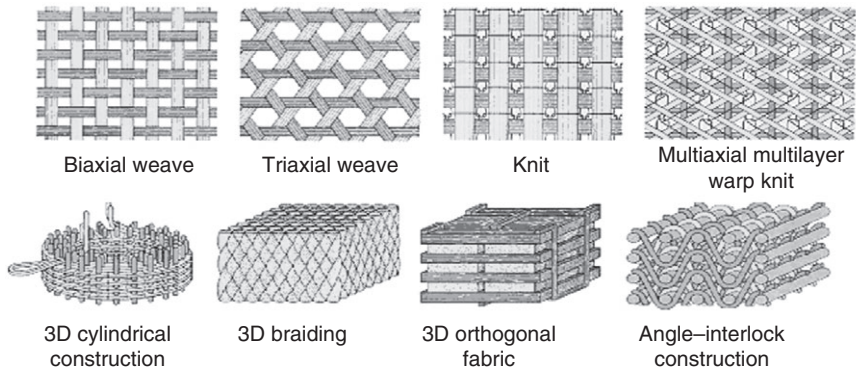 Biaxial weave
Triaxial weave
Knit
Multiaxial multilayer
warp knit
3D cylindrical
construction
3D braiding
3D orthogonal
fabric
Angle–interlock
construction